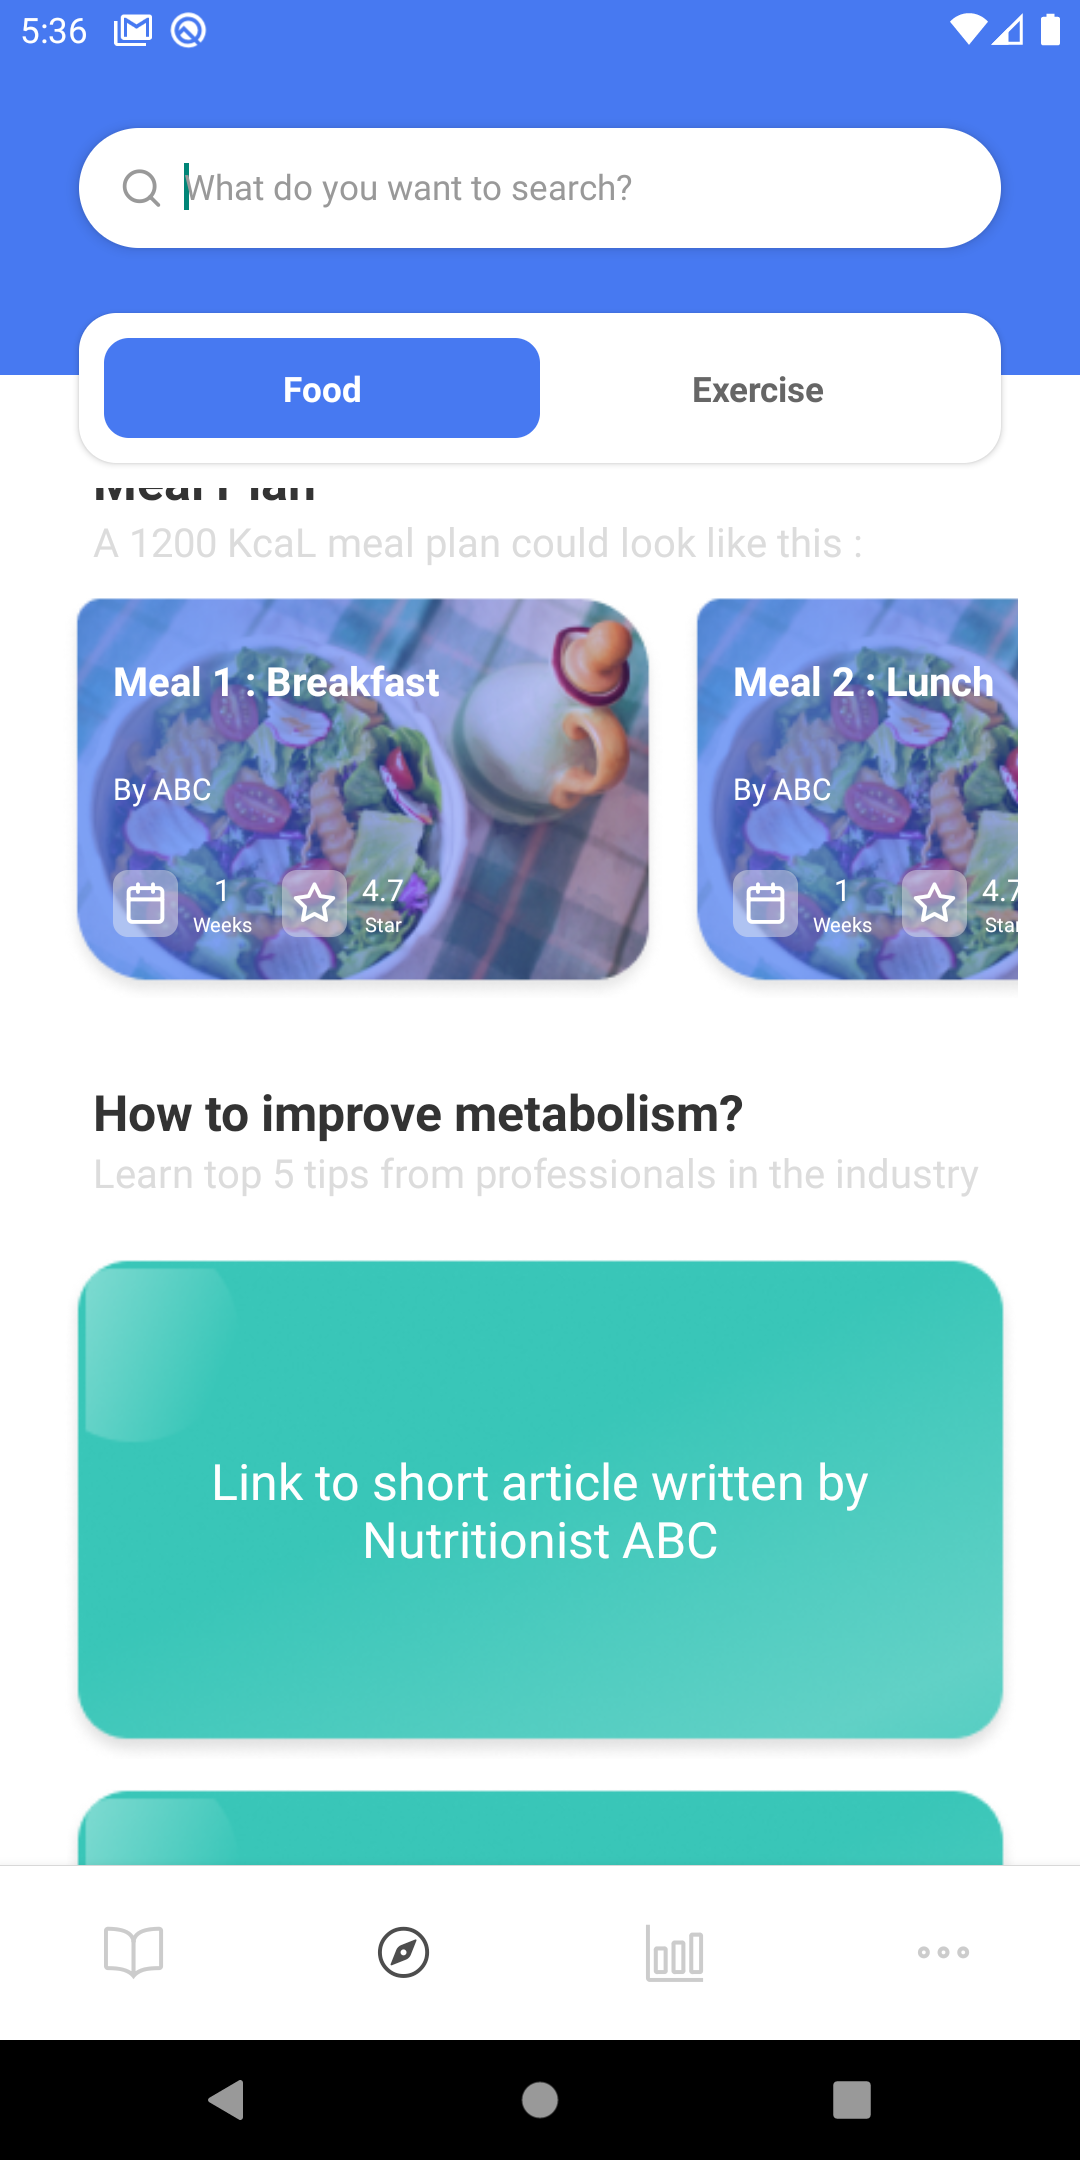 5:36
What do you want to search?
Food
Exercise
Meal Plan
A 1200 KcaL meal plan could look like this :
Meal 1 : Breakfast
By ABC
1
Weeks
4.7
Star
Meal 2 : Lunch
By ABC
1
Weeks
4.7
Star
How to improve metabolism?
Learn top 5 tips from professionals in the industry
Link to short article written by
Nutritionist ABC